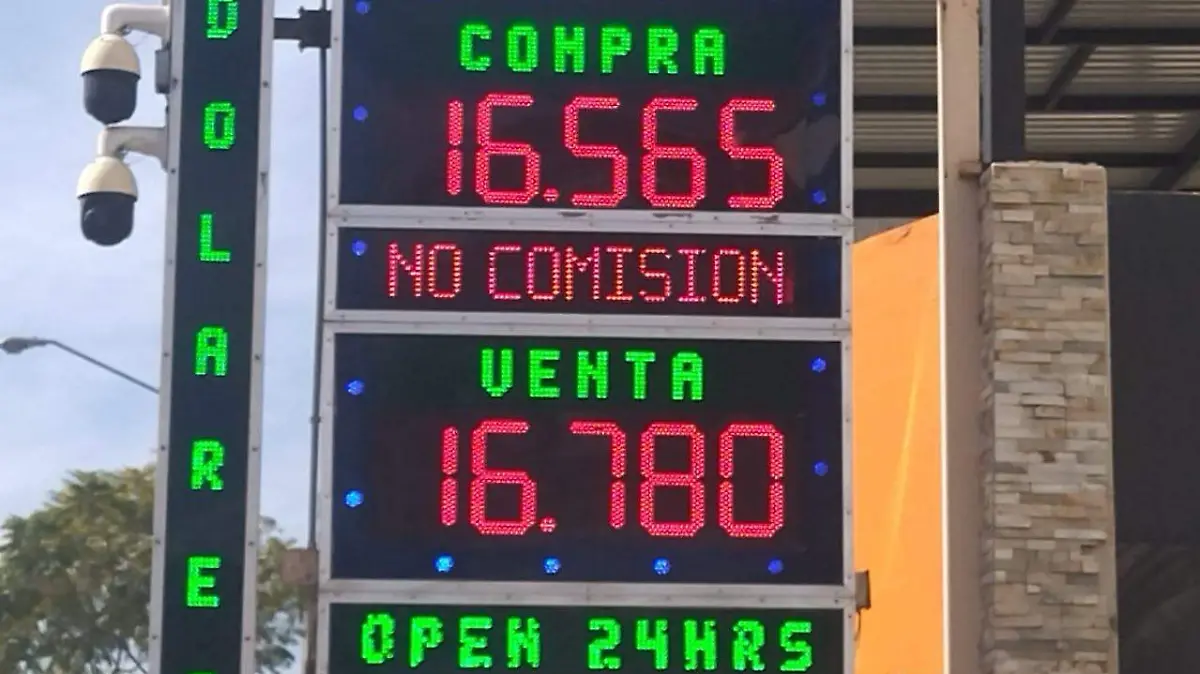 DOLARE
COMPRA
16.565
NO COMISION
VENTA
16.780
OPEN 24HRS